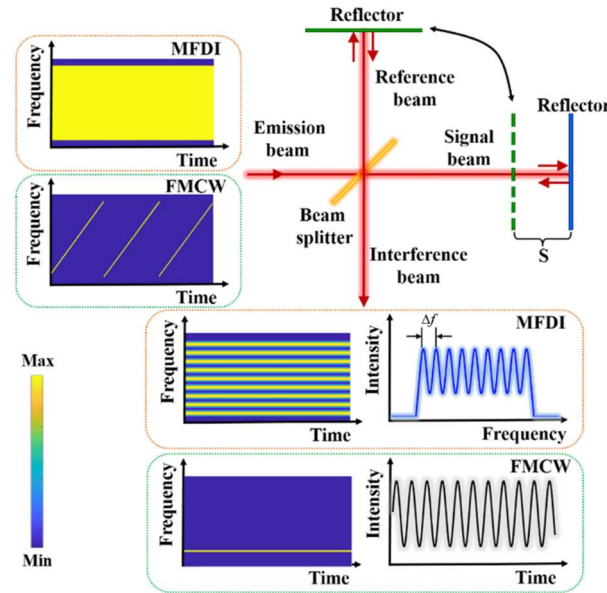 Reflector
MFDI
Frequency
Time
Reference
beam
Emission
beam
Signal
beam
Reflector
FMCW
Frequency
Time
Beam
splitter
Interference
beam
S
Max
Min
MFDI
Frequency
Time
Δf
Intensity
Frequency
FMCW
Frequency
Time
Intensity
Time